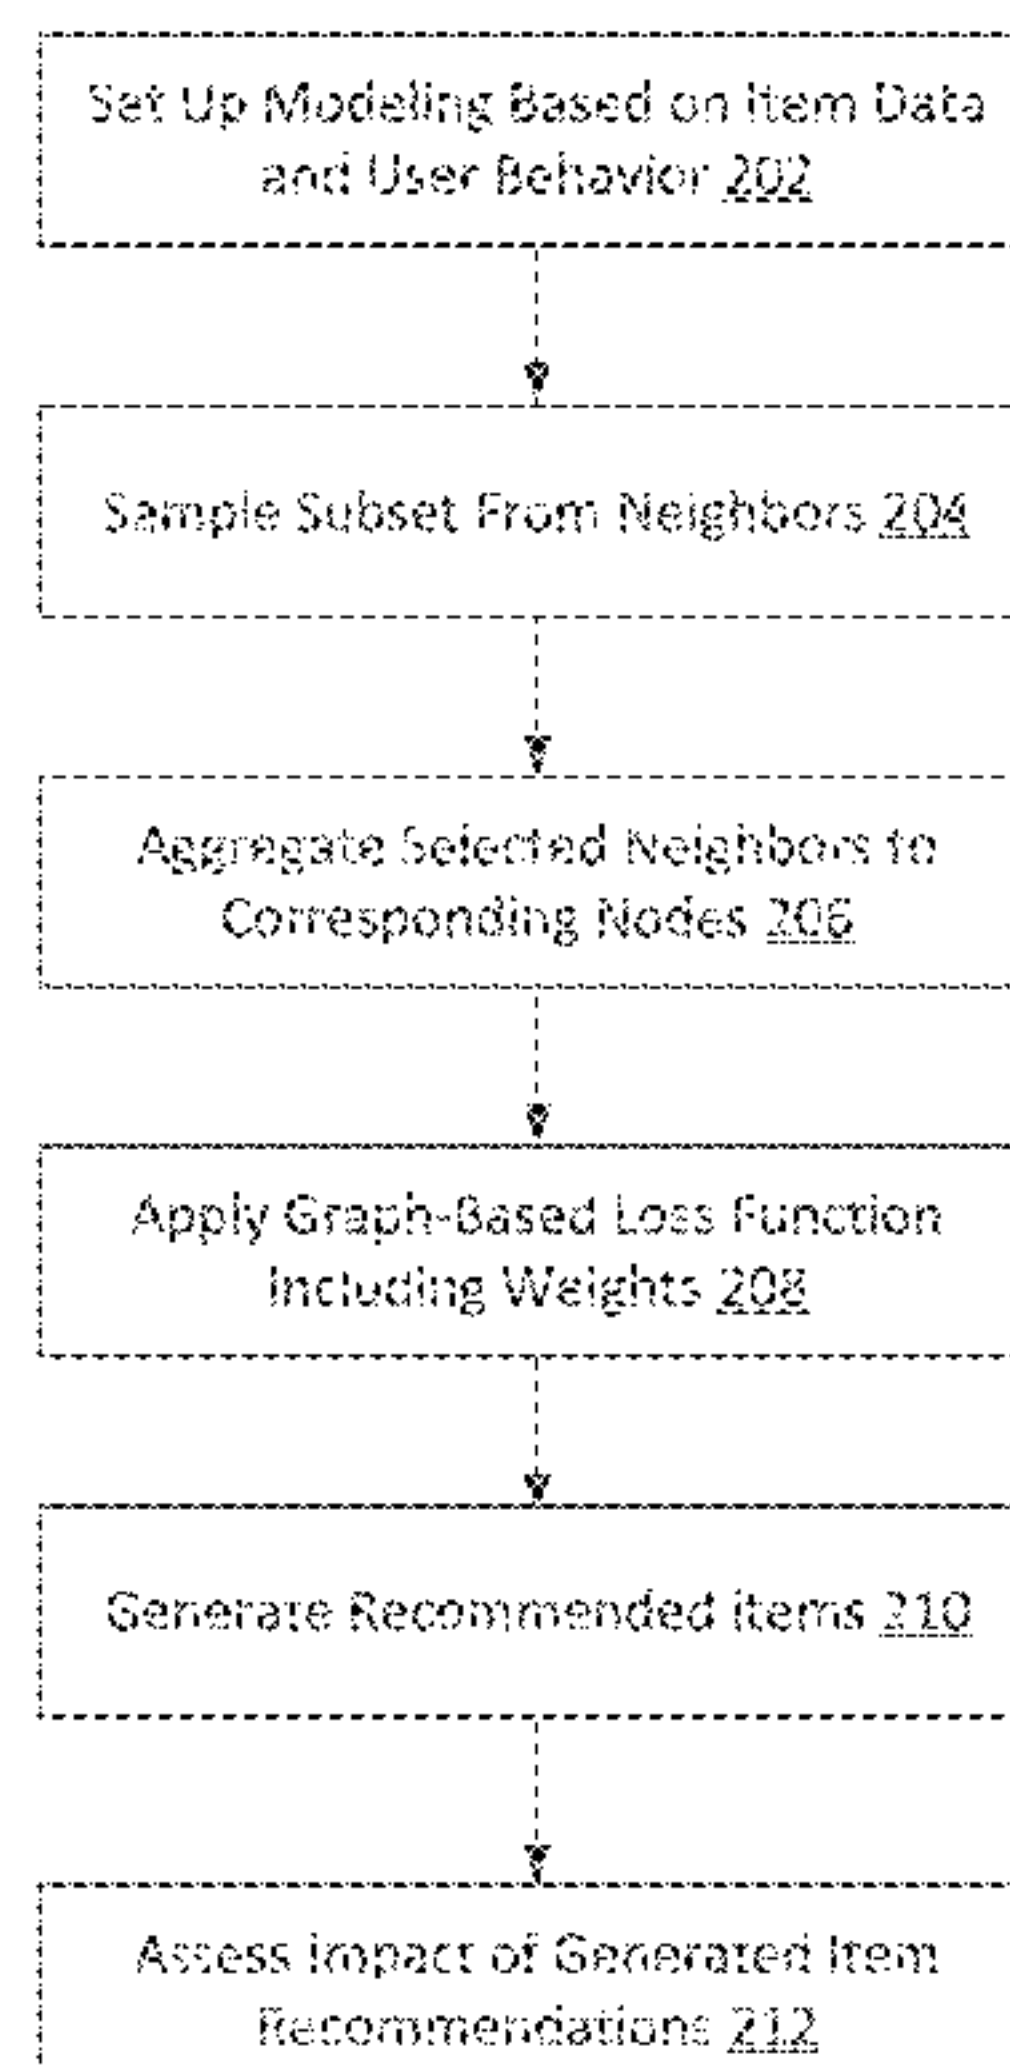 Set Up Modeling Based on Item Data
and User Behavior 202
Sample Subset From Neighbors 204
Aggregate Selected Neighbors to
Corresponding Nodes 206
Apply Graph-Based Loss Function
Including Weights 208
Generate Recommended Items 210
Assess Impact of Generated Item
Recommendations 212